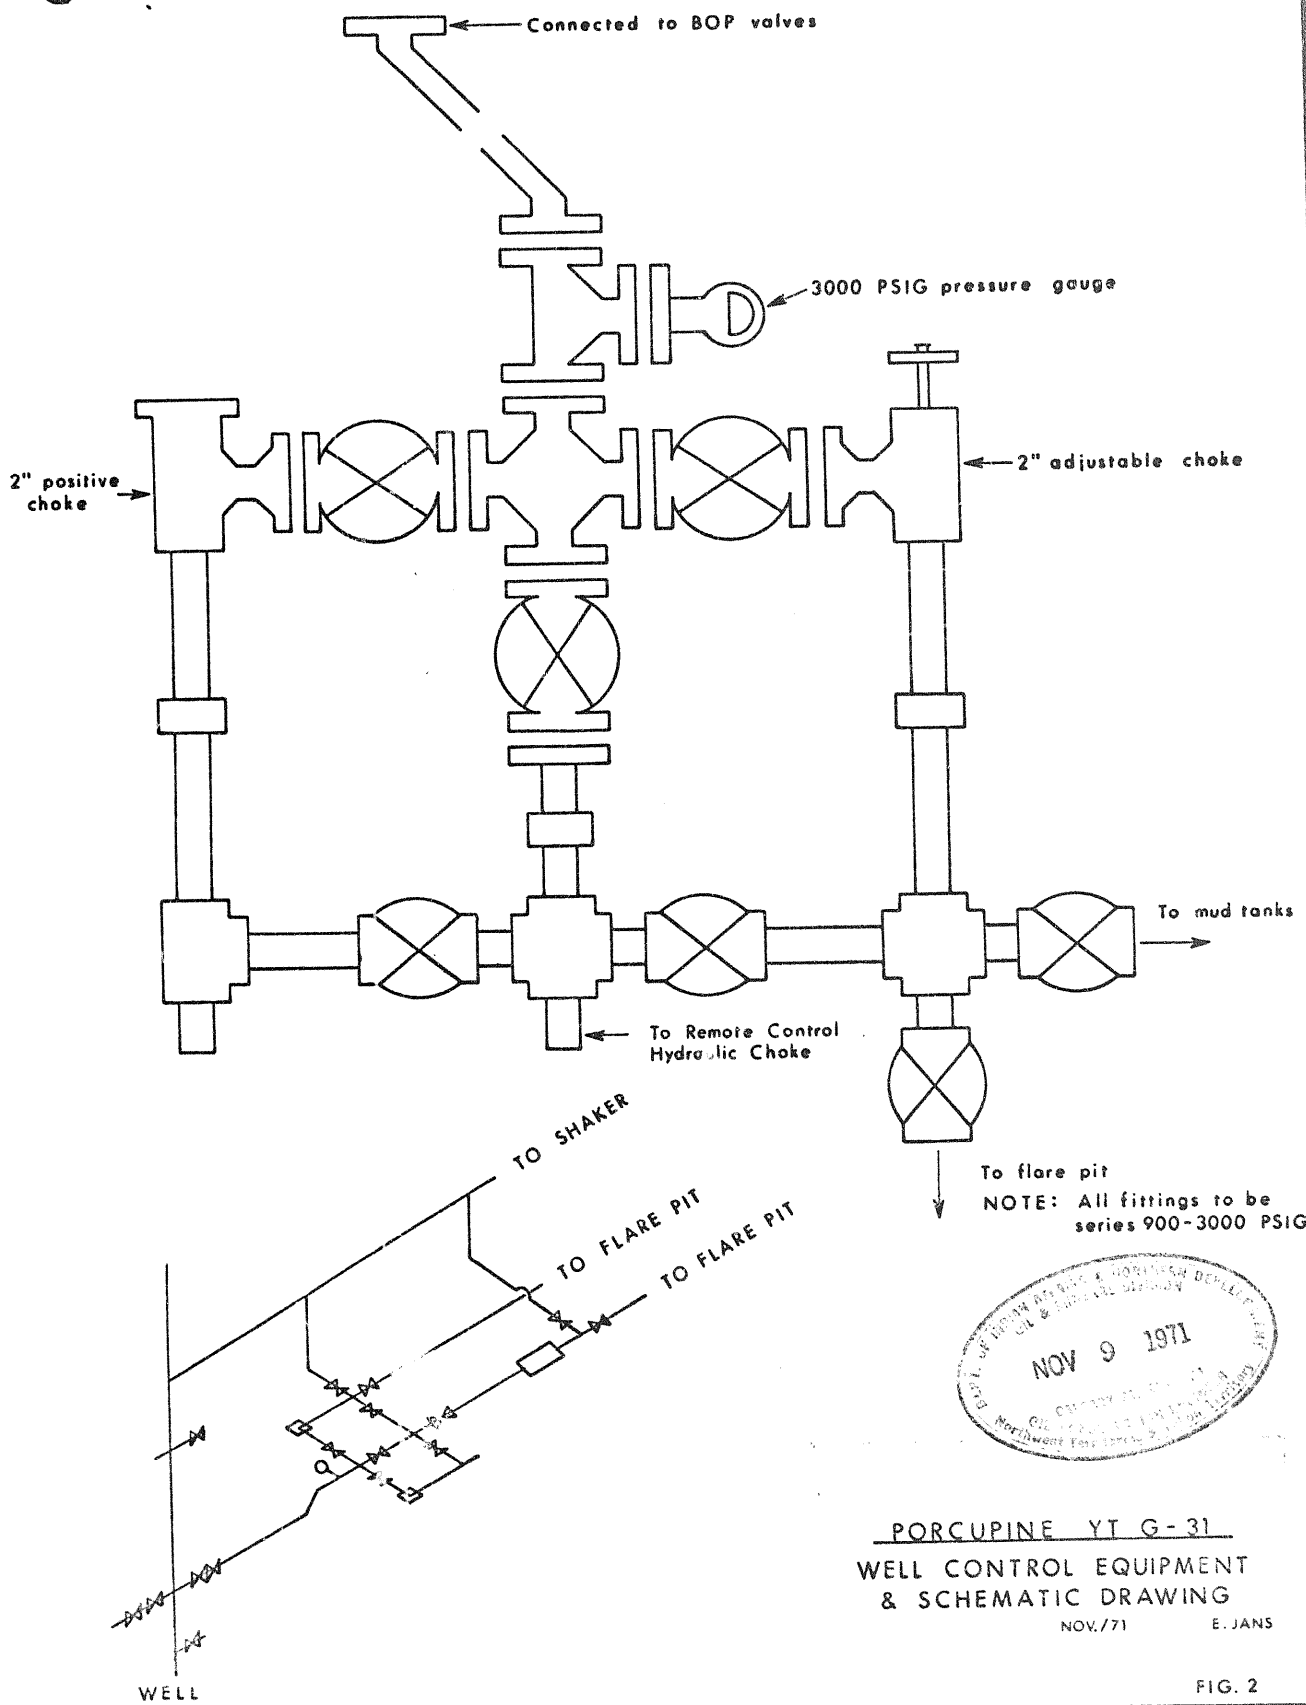 Connected to BOP valves
3000 PSIG pressure gauge
2" positive
choke
2" adjustable choke
To mud tanks
To Remote Control
Hydraulic Choke
To flare pit
NOTE: All fittings to be
series 900-3000 PSIG
TO SHAKER
TO FLARE PIT
TO FLARE PIT
NOV 9 1971
WELL
PORCUPINE YT G-31
WELL CONTROL EQUIPMENT
& SCHEMATIC DRAWING
NOV./71 E. JANS
FIG. 2